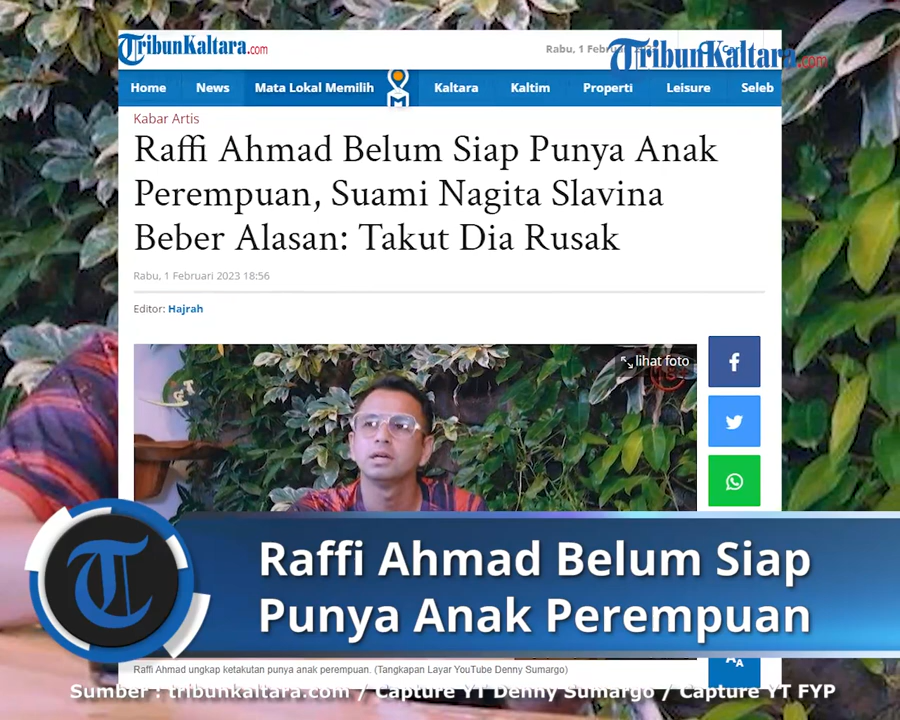 TribunKaltara.com
Rabu, 1 Febru
Cari
TribunKaltara.com
Home News Mata Lokal Memilih Kaltara Kaltim Properti Leisure Seleb
Kabar Artis
Raffi Ahmad Belum Siap Punya Anak
Perempuan, Suami Nagita Slavina
Beber Alasan: Takut Dia Rusak
Rabu, 1 Februari 2023 18:56
Editor: Hajrah
lihat foto
Raffi Ahmad Belum Siap
Punya Anak Perempuan
AA
Raffi Ahmad ungkap ketakutan punya anak perempuan. (Tangkapan Layar YouTube Denny Sumargo)
Sumber : tribunkaltara.com / Capture YT Denny Sumargo / Capture YT FYP